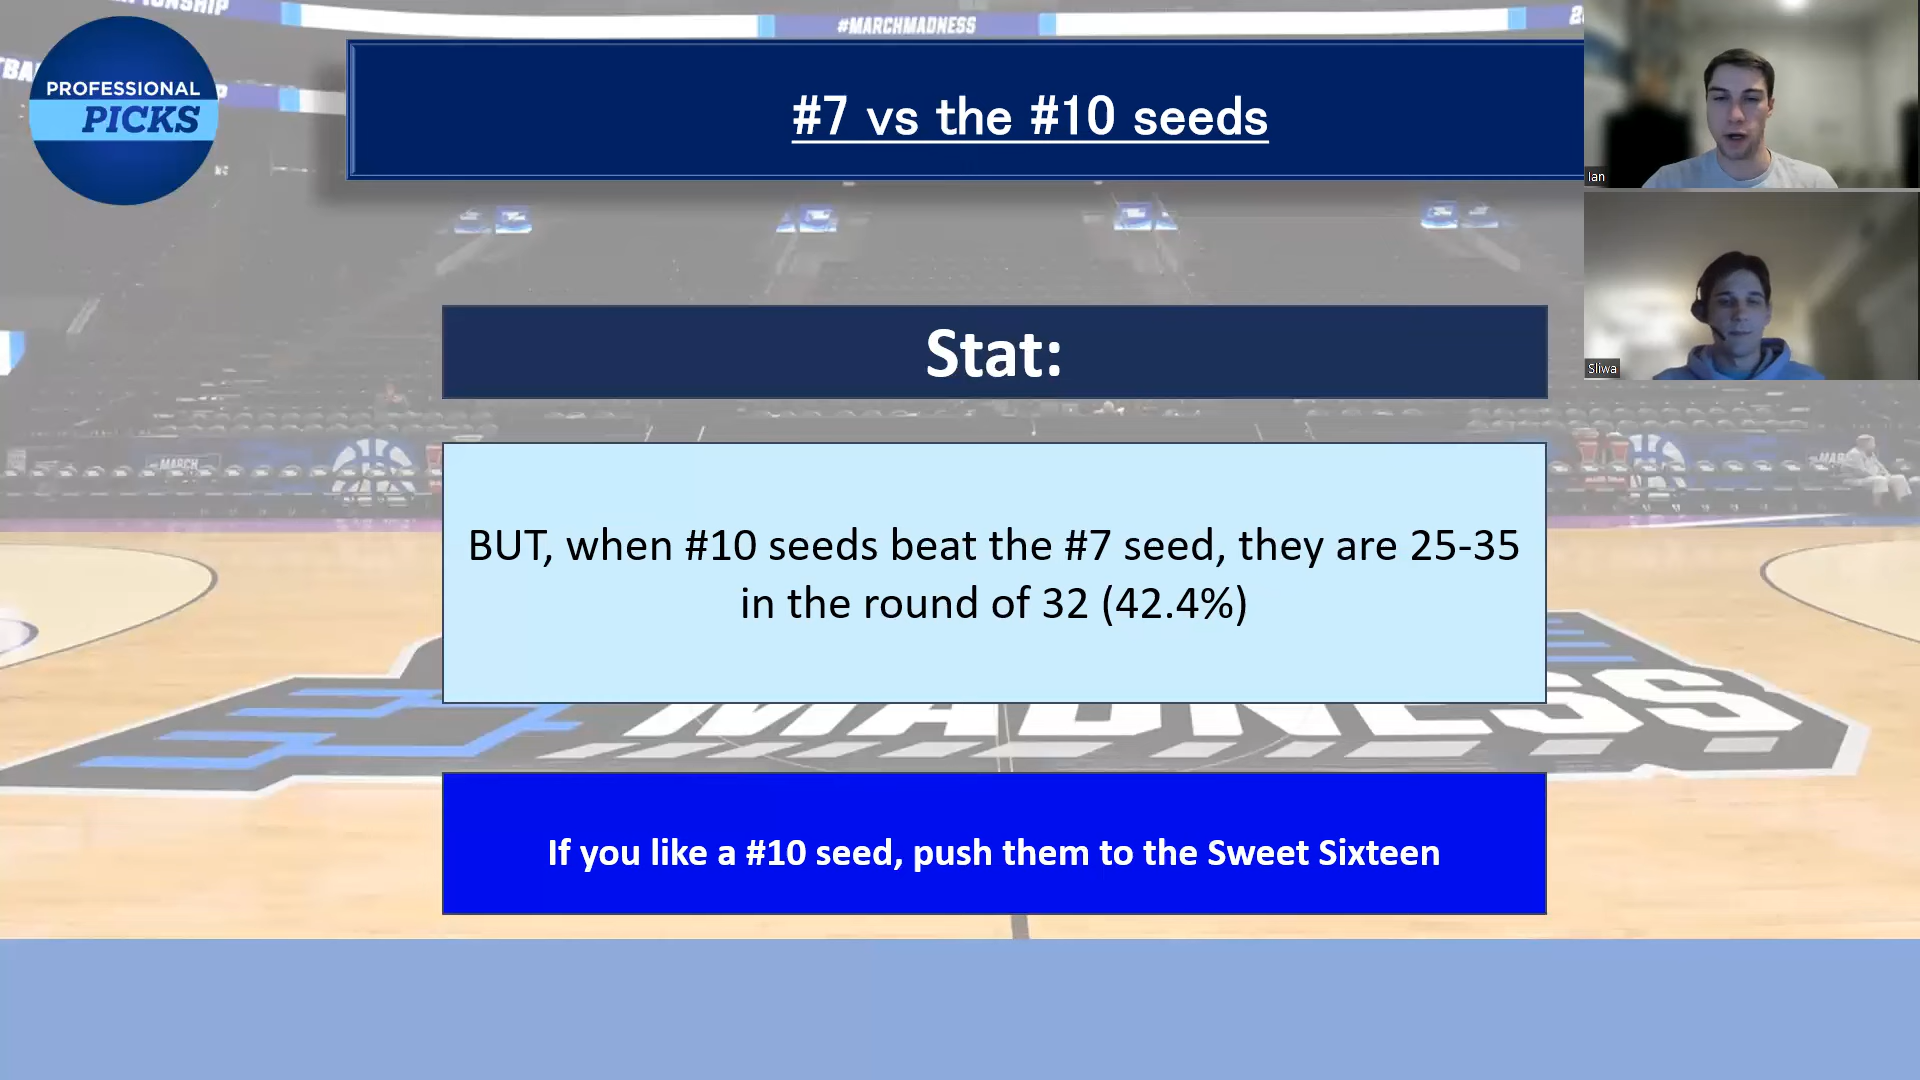 #MARCHMADNESS
PROFESSIONAL
PICKS
#7 vs the #10 seeds
Ian
Sliwa
Stat:
MARCH
BUT, when #10 seeds beat the #7 seed, they are 25-35
in the round of 32 (42.4%)
MADNESS
If you like a #10 seed, push them to the Sweet Sixteen